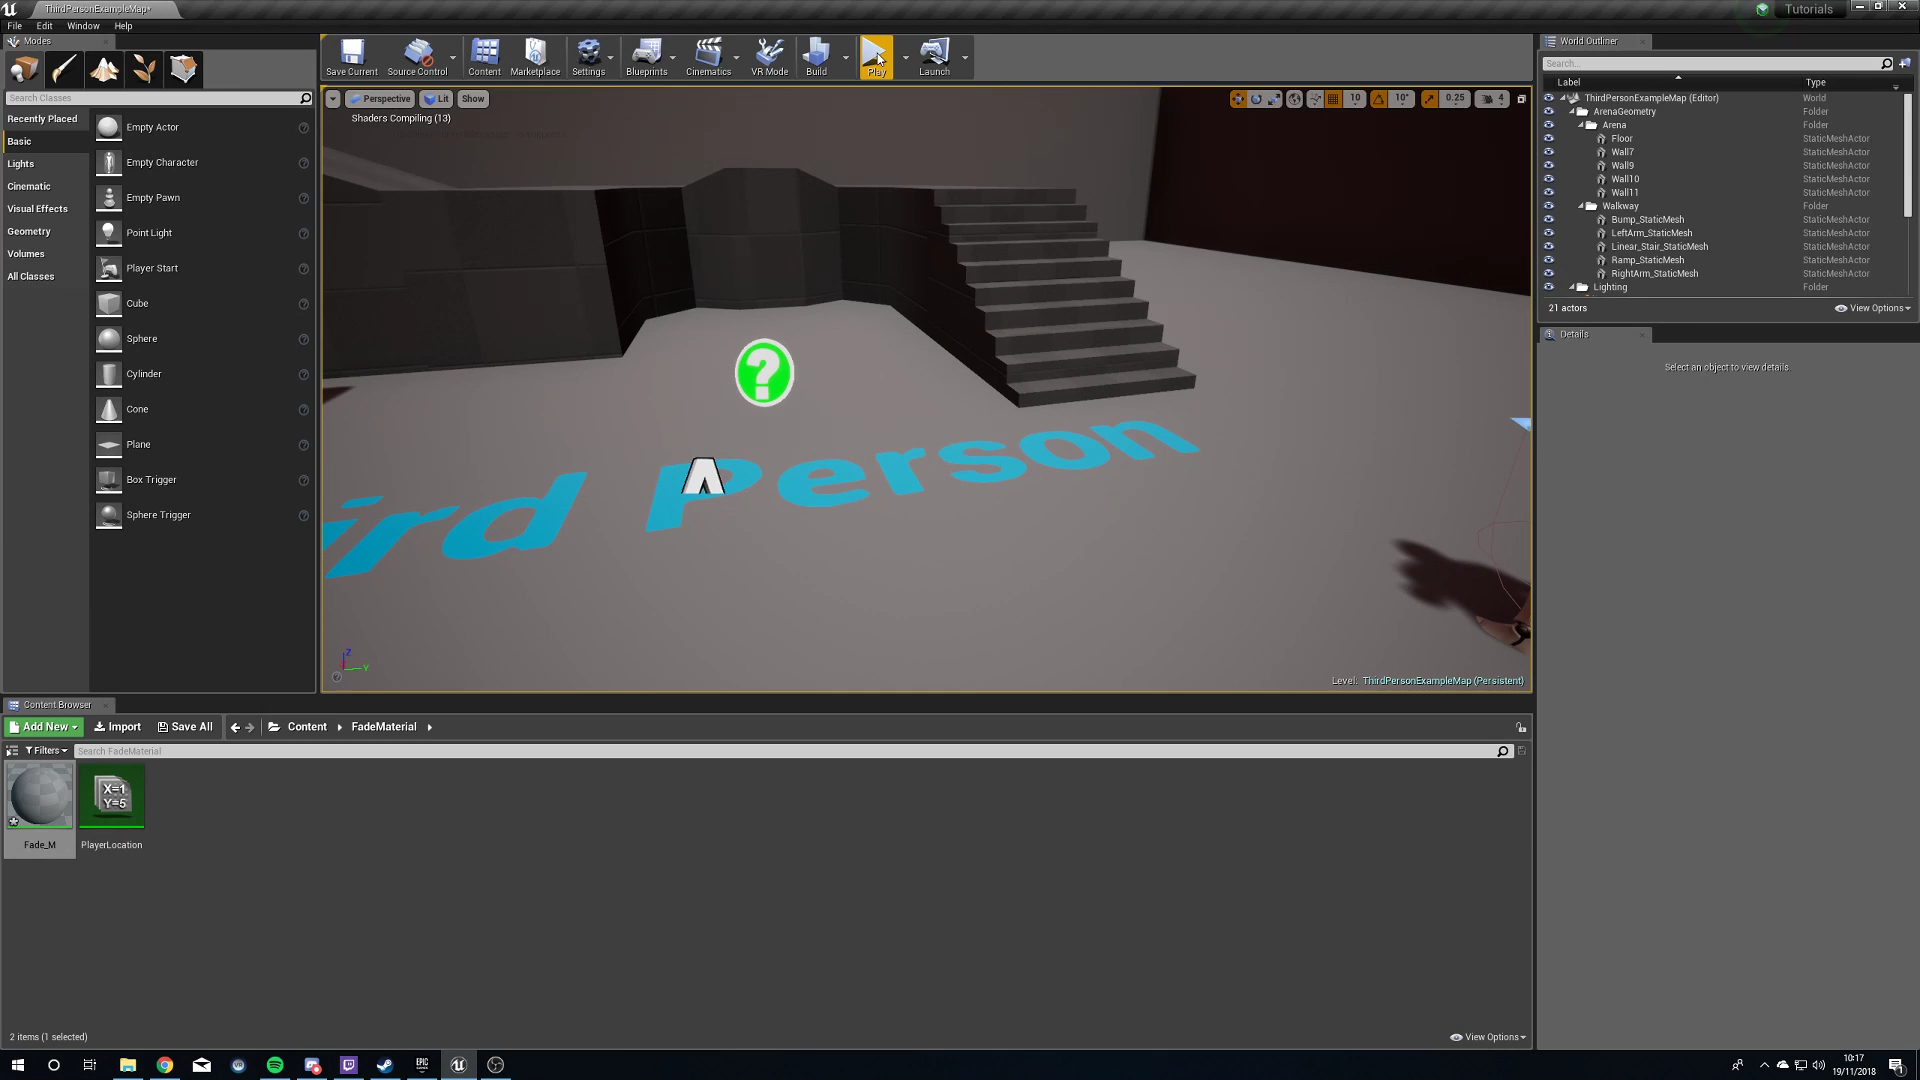 ThirdPersonExampleMap*
Tutorials
File Edit Window Help
Modes
Search Classes
Recently Placed
Basic
Lights
Cinematic
Visual Effects
Geometry
Volumes
All Classes
Empty Actor
Empty Character
Empty Pawn
Point Light
Player Start
Cube
Sphere
Cylinder
Cone
Plane
Box Trigger
Sphere Trigger
Save Current
Source Control
Content
Marketplace
Settings
Blueprints
Cinematics
VR Mode
Build
Play
Launch
Perspective
Lit
Show
10
10°
0.25
4
Shaders Compiling (13)
?
ird Person
Z
Y
Level: ThirdPersonExampleMap (Persistent)
World Outliner
Search...
Label Type
ThirdPersonExampleMap (Editor) World
ArenaGeometry Folder
Arena Folder
Floor StaticMeshActor
Wall7 StaticMeshActor
Wall9 StaticMeshActor
Wall10 StaticMeshActor
Wall11 StaticMeshActor
Walkway Folder
Bump_StaticMesh StaticMeshActor
LeftArm_StaticMesh StaticMeshActor
Linear_Stair_StaticMesh StaticMeshActor
Ramp_StaticMesh StaticMeshActor
RightArm_StaticMesh StaticMeshActor
Lighting Folder
21 actors
View Options
Details
Select an object to view details.
Content Browser
Add New
Import
Save All
Content
FadeMaterial
Filters
Search FadeMaterial
X=1
Y=5
Fade_M
PlayerLocation
2 items (1 selected)
View Options
EPIC
10:17
19/11/2018
1